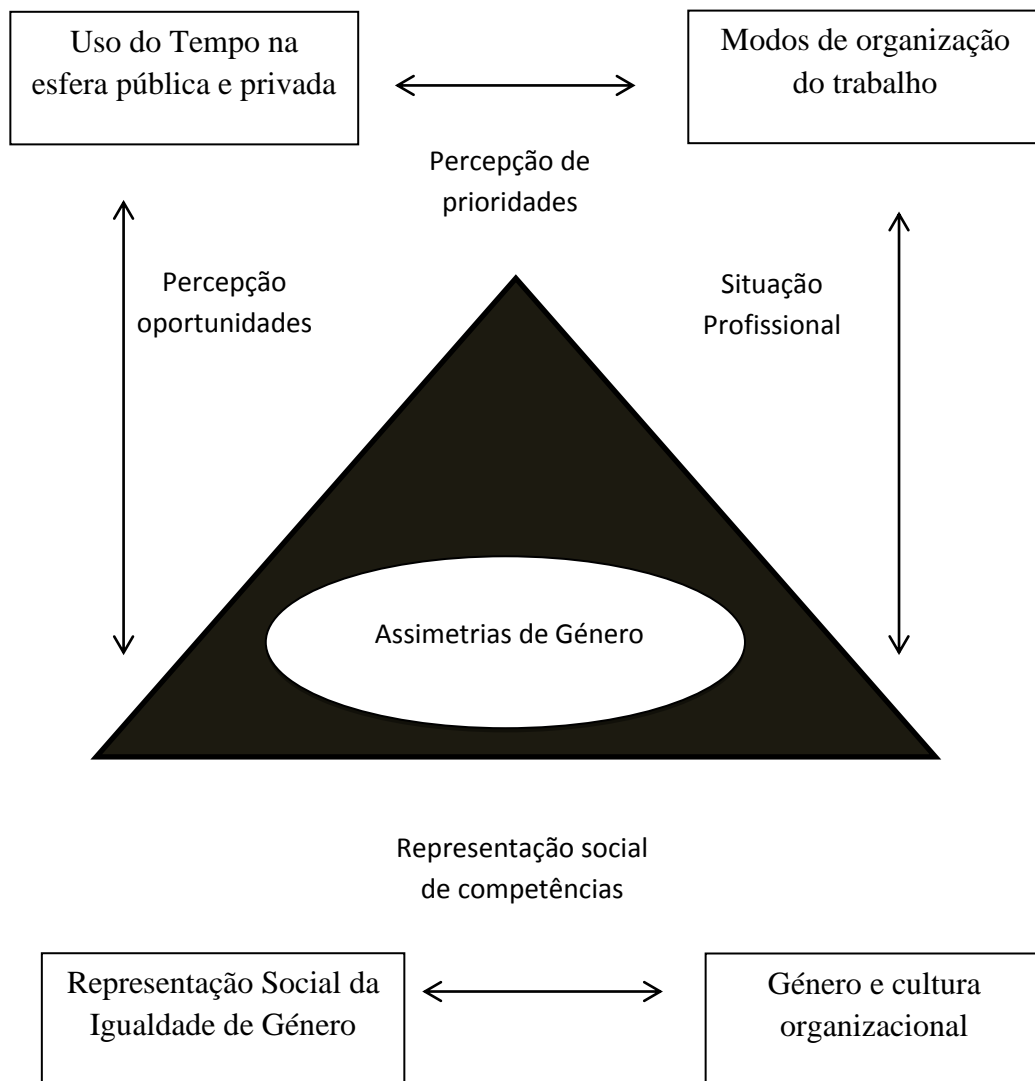 Uso do Tempo na
esfera pública e privada
Modos de organização
do trabalho
Percepção de
prioridades
Percepção
oportunidades
Situação
Profissional
Assimetrias de Género
Representação social
de competências
Representação Social da
Igualdade de Género
Género e cultura
organizacional